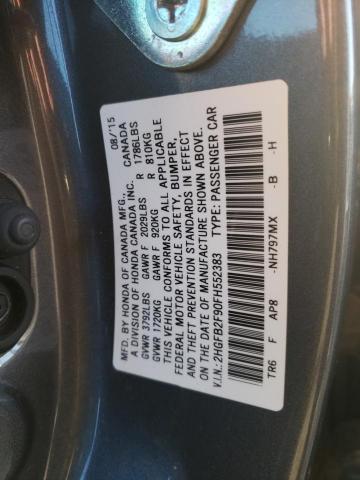 MFD. BY HONDA OF CANADA MFG., 08/'15
A DIVISION OF HONDA CANADA INC. CANADA
GVWR 3792LBS GAWR F 2029LBS R 1786LBS
GVWR 1720KG GAWR F 920KG R 810KG
THIS VEHICLE CONFORMS TO ALL APPLICABLE
FEDERAL MOTOR VEHICLE SAFETY, BUMPER,
AND THEFT PREVENTION STANDARDS IN EFFECT
ON THE DATE OF MANUFACTURE SHOWN ABOVE.
V.I.N.: 2HGFB2F90FH552383 TYPE: PASSENGER CAR
TR6 F AP8 -NH797MX -B -H